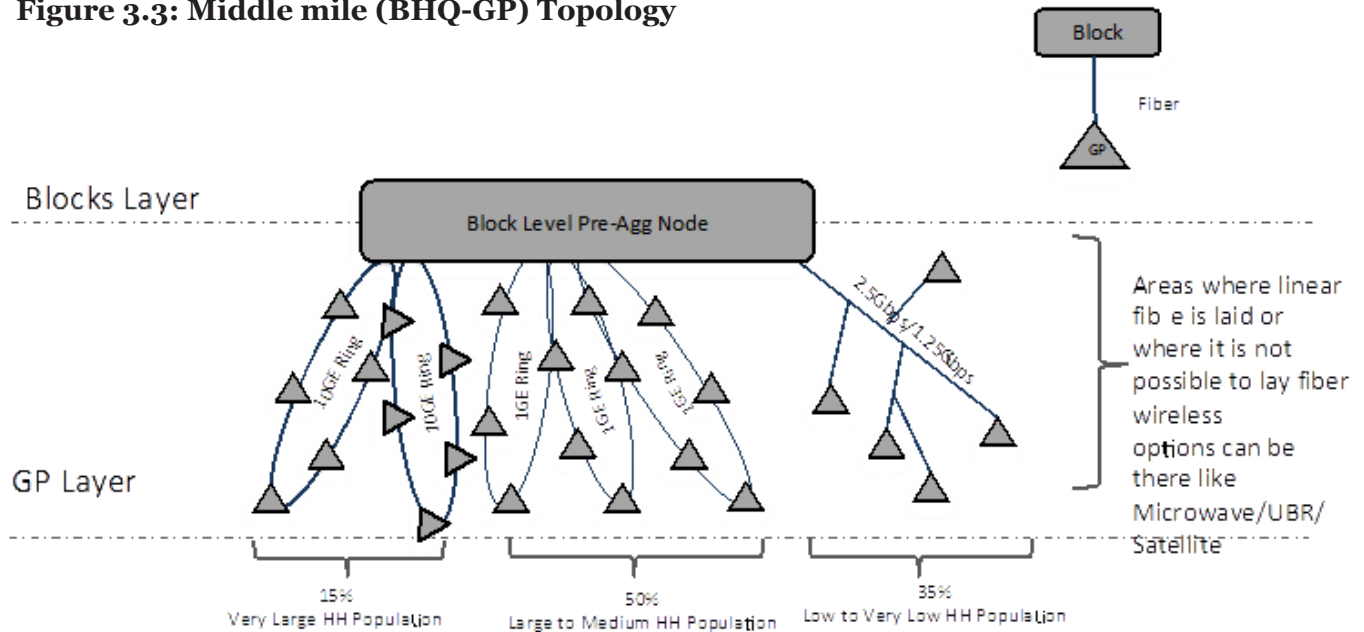 Figure 3.3: Middle mile (BHQ-GP) Topology
Block
Fiber
GP
Blocks Layer
Block Level Pre-Agg Node
10GE Ring
10GE Ring
1GE Ring
1GE Ring
1GE Ring
2.5Gbps/1.25Gbps
Areas where linear
fib e is laid or
where it is not
possible to lay fiber
wireless
options can be
there like
Microwave/UBR/
Satellite
GP Layer
15%
Very Large HH Population
50%
Large to Medium HH Population
35%
Low to Very Low HH Population